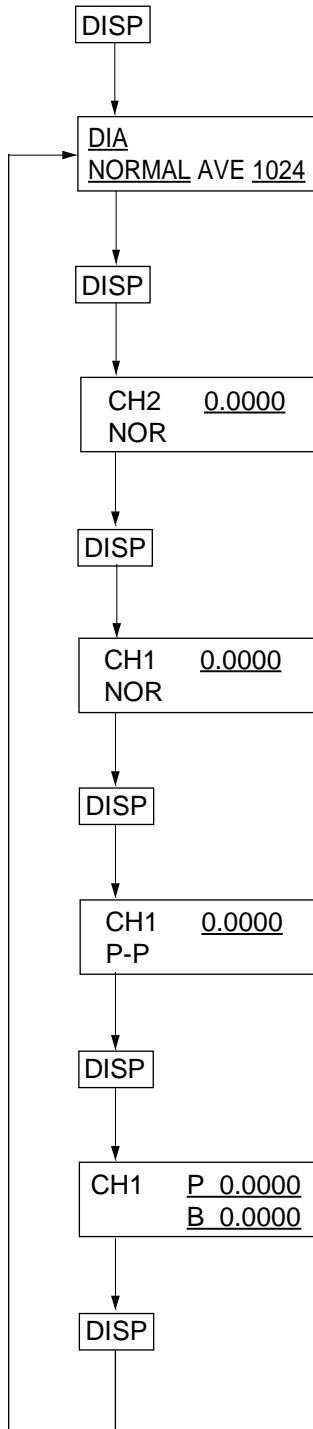 DISP
DIA
NORMAL AVE 1024
DISP
CH2 0.0000
NOR
DISP
CH1 0.0000
NOR
DISP
CH1 0.0000
P-P
DISP
CH1 P 0.0000
B 0.0000
DISP